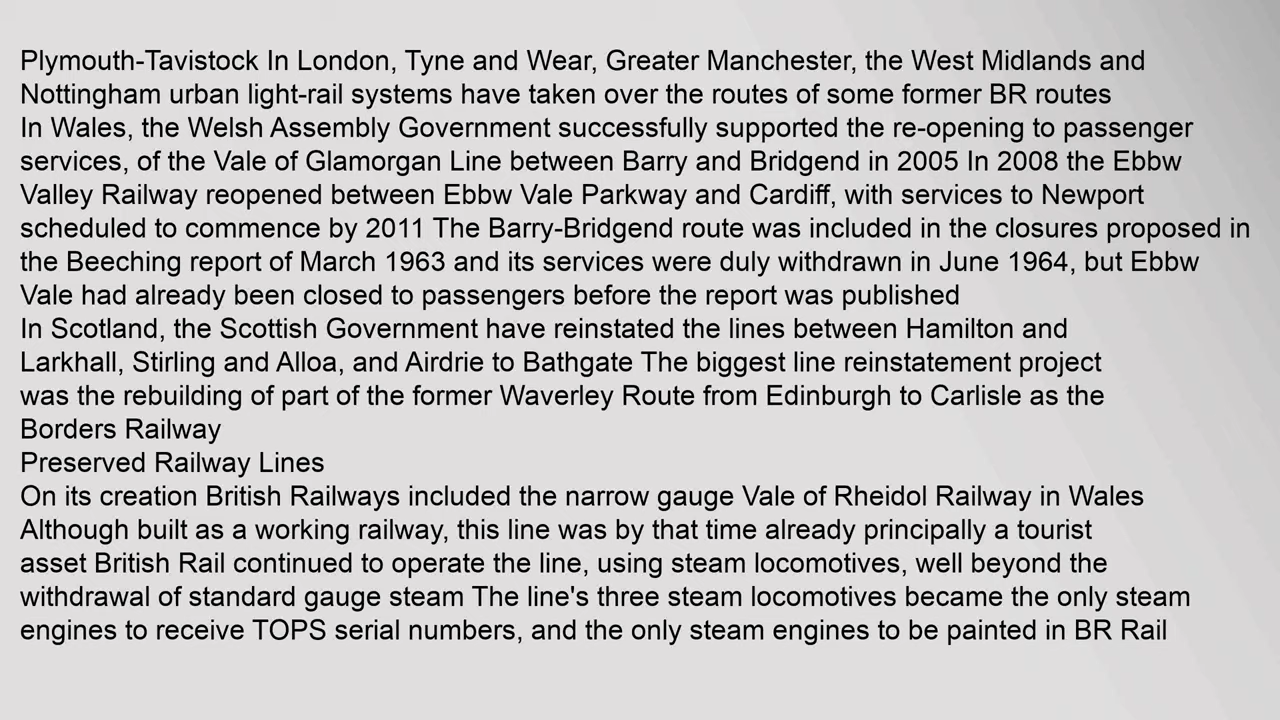 Plymouth-Tavistock In London, Tyne and Wear, Greater Manchester, the West Midlands and
Nottingham urban light-rail systems have taken over the routes of some former BR routes
In Wales, the Welsh Assembly Government successfully supported the re-opening to passenger
services, of the Vale of Glamorgan Line between Barry and Bridgend in 2005 In 2008 the Ebbw
Valley Railway reopened between Ebbw Vale Parkway and Cardiff, with services to Newport
scheduled to commence by 2011 The Barry-Bridgend route was included in the closures proposed in
the Beeching report of March 1963 and its services were duly withdrawn in June 1964, but Ebbw
Vale had already been closed to passengers before the report was published
In Scotland, the Scottish Government have reinstated the lines between Hamilton and
Larkhall, Stirling and Alloa, and Airdrie to Bathgate The biggest line reinstatement project
was the rebuilding of part of the former Waverley Route from Edinburgh to Carlisle as the
Borders Railway
Preserved Railway Lines
On its creation British Railways included the narrow gauge Vale of Rheidol Railway in Wales
Although built as a working railway, this line was by that time already principally a tourist
asset British Rail continued to operate the line, using steam locomotives, well beyond the
withdrawal of standard gauge steam The line's three steam locomotives became the only steam
engines to receive TOPS serial numbers, and the only steam engines to be painted in BR Rail